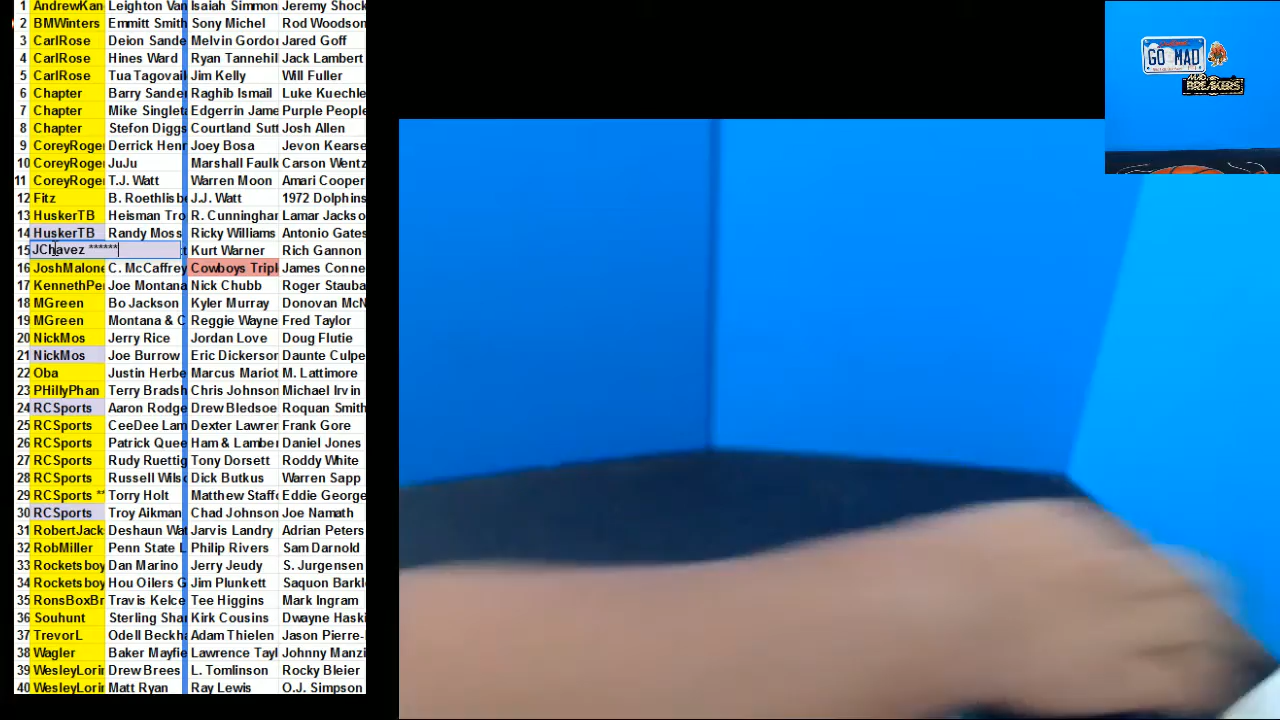 1 AndrewKan Leighton Van Isaiah Simmon Jeremy Shock
2 BMWinters Emmitt Smith Sony Michel Rod Woodson
3 CarlRose Deion Sande Melvin Gordo Jared Goff
4 CarlRose Hines Ward Ryan Tannehil Jack Lambert
5 CarlRose Tua Tagovail Jim Kelly Will Fuller
6 Chapter Barry Sander Raghib Ismail Luke Kuechle
7 Chapter Mike Singleta Edgerrin Jame Purple People
8 Chapter Stefon Diggs Courtland Sutt Josh Allen
9 CoreyRoger Derrick Henr Joey Bosa Jevon Kearse
10 CoreyRoger JuJu Marshall Faulk Carson Wentz
11 CoreyRoger T.J. Watt Warren Moon Amari Cooper
12 Fitz B. Roethlisbe J.J. Watt 1972 Dolphins
13 HuskerTB Heisman Tro R. Cunninghar Lamar Jackso
14 HuskerTB Randy Moss Ricky Williams Antonio Gates
15 JChavez ****** Kurt Warner Rich Gannon
16 JoshMalone C. McCaffrey Cowboys Tripl James Conne
17 KennethPer Joe Montana Nick Chubb Roger Stauba
18 MGreen Bo Jackson Kyler Murray Donovan McN
19 MGreen Montana & C Reggie Wayne Fred Taylor
20 NickMos Jerry Rice Jordan Love Doug Flutie
21 NickMos Joe Burrow Eric Dickerson Daunte Culpe
22 Oba Justin Herbe Marcus Mariot M. Lattimore
23 PHillyPhan Terry Bradsh Chris Johnson Michael Irvin
24 RCSports Aaron Rodge Drew Bledsoe Roquan Smith
25 RCSports CeeDee Lam Dexter Lawrer Frank Gore
26 RCSports Patrick Quee Ham & Lamber Daniel Jones
27 RCSports Rudy Ruettig Tony Dorsett Roddy White
28 RCSports Russell Wils Dick Butkus Warren Sapp
29 RCSports ** Torry Holt Matthew Staffo Eddie George
30 RCSports Troy Aikman Chad Johnson Joe Namath
31 RobertJack Deshaun Wat Jarvis Landry Adrian Peters
32 RobMiller Penn State L Philip Rivers Sam Darnold
33 Rocketsboy Dan Marino Jerry Jeudy S. Jurgensen
34 Rocketsboy Hou Oilers G Jim Plunkett Saquon Barkl
35 RonsBoxBr Travis Kelce Tee Higgins Mark Ingram
36 Souhunt Sterling Shar Kirk Cousins Dwayne Hask
37 TrevorL Odell Beckha Adam Thielen Jason Pierre-
38 Wagler Baker Mayfie Lawrence Tayl Johnny Manzi
39 WesleyLorin Drew Brees L. Tomlinson Rocky Bleier
40 WesleyLorin Matt Ryan Ray Lewis O.J. Simpson
GO MAD
MAD
BREAKERS